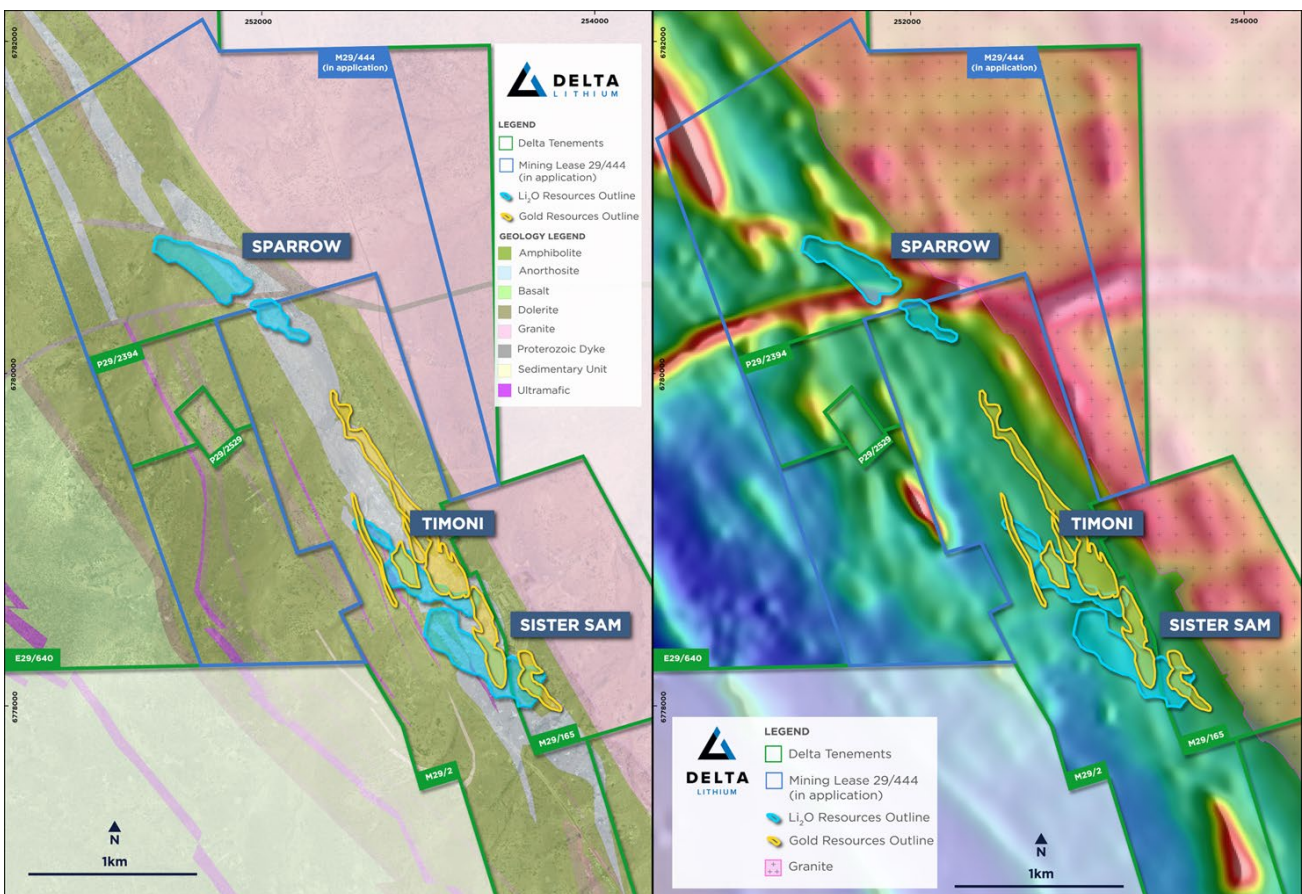 252000
254000
6782000
M29/444
(in application)
DELTA
LITHIUM
LEGEND
Delta Tenements
Mining Lease 29/444
(in application)
Li₂O Resources Outline
Gold Resources Outline
GEOLOGY LEGEND
Amphibolite
Anorthosite
Basalt
Dolerite
Granite
Proterozoic Dyke
Sedimentary Unit
Ultramafic
SPARROW
P29/2394
6780000
P29/2529
TIMONI
SISTER SAM
E29/640
6778000
M29/165
M29/2
N
1km
252000
254000
6782000
M29/444
(in application)
SPARROW
P29/2394
6780000
P29/2529
TIMONI
SISTER SAM
E29/640
6778000
M29/165
M29/2
DELTA
LITHIUM
LEGEND
Delta Tenements
Mining Lease 29/444
(in application)
Li₂O Resources Outline
Gold Resources Outline
Granite
N
1km